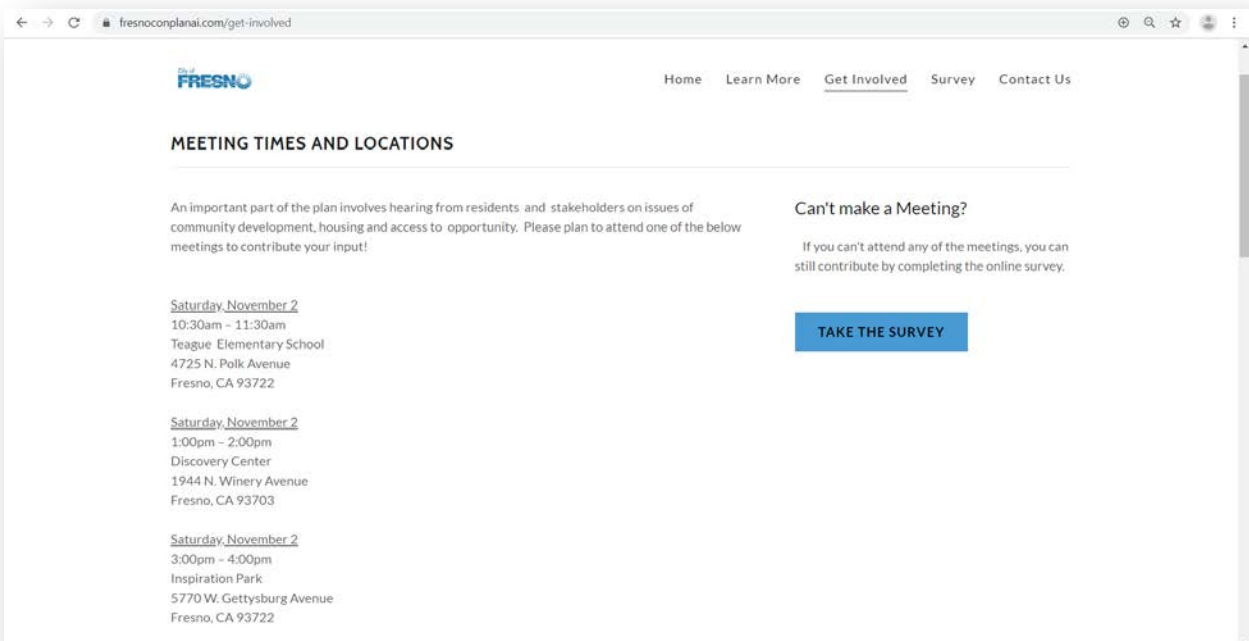 fresnoconplanai.com/get-involved
City of
FRESNO
Home Learn More Get Involved Survey Contact Us
MEETING TIMES AND LOCATIONS
An important part of the plan involves hearing from residents and stakeholders on issues of
community development, housing and access to opportunity. Please plan to attend one of the below
meetings to contribute your input!
Saturday, November 2
10:30am – 11:30am
Teague Elementary School
4725 N. Polk Avenue
Fresno, CA 93722
Saturday, November 2
1:00pm – 2:00pm
Discovery Center
1944 N. Winery Avenue
Fresno, CA 93703
Saturday, November 2
3:00pm – 4:00pm
Inspiration Park
5770 W. Gettysburg Avenue
Fresno, CA 93722
Can't make a Meeting?
If you can't attend any of the meetings, you can
still contribute by completing the online survey.
TAKE THE SURVEY